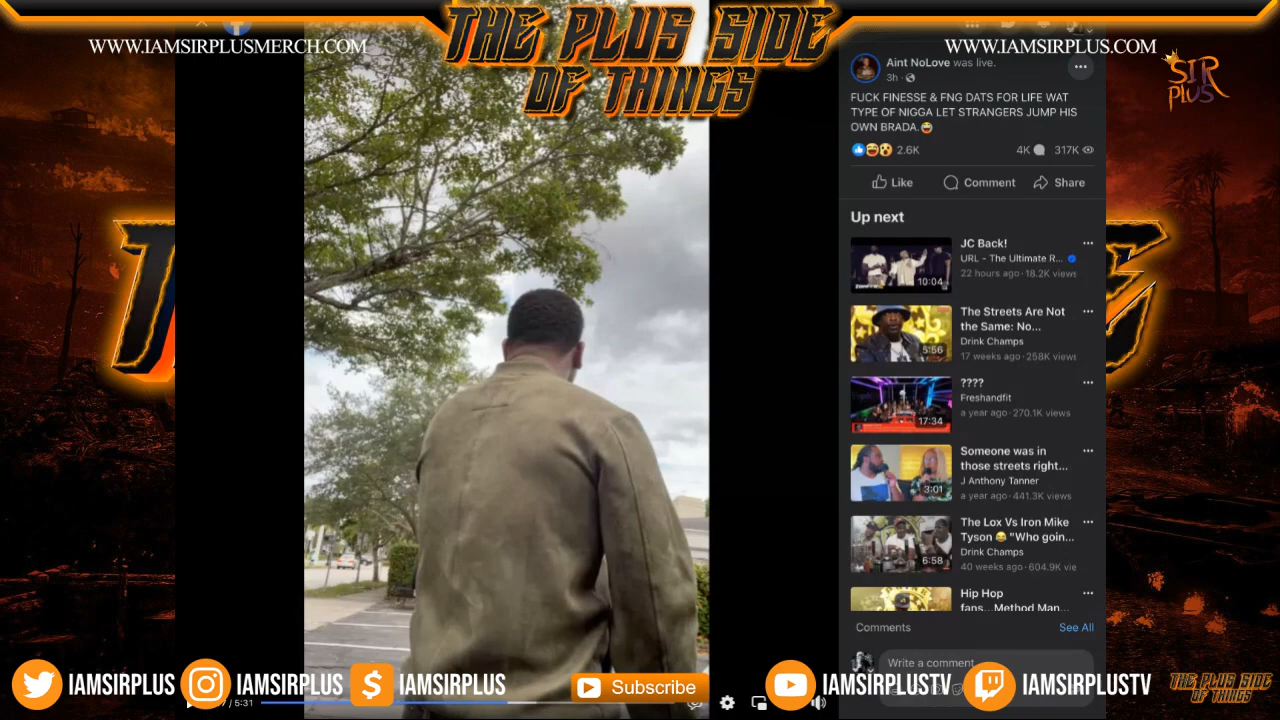 THE PLUS SIDE
OF THINGS
WWW.IAMSIRPLUSMERCH.COM
WWW.IAMSIRPLUS.COM
SIR
PLUS
Aint NoLove was live.
3h
FUCK FINESSE & FNG DATS FOR LIFE WAT
TYPE OF NIGGA LET STRANGERS JUMP HIS
OWN BRADA.😆
2.6K
4K
317K
Like
Comment
Share
Up next
JC Back!
URL - The Ultimate R...
22 hours ago · 18.2K views
10:04
The Streets Are Not
the Same: No...
Drink Champs
17 weeks ago · 258K views
5:56
????
Freshandfit
a year ago · 270.1K views
17:34
Someone was in
those streets right...
J Anthony Tanner
a year ago · 441.3K views
3:01
The Lox Vs Iron Mike
Tyson 😂 "Who goin...
Drink Champs
40 weeks ago · 604.9K vie
6:58
Hip Hop
fans...Method Man...
Comments
See All
Write a comment
IAMSIRPLUS
IAMSIRPLUS
$
IAMSIRPLUS
Subscribe
IAMSIRPLUSTV
IAMSIRPLUSTV
THE PLUS SIDE
OF THINGS
/ 5:31